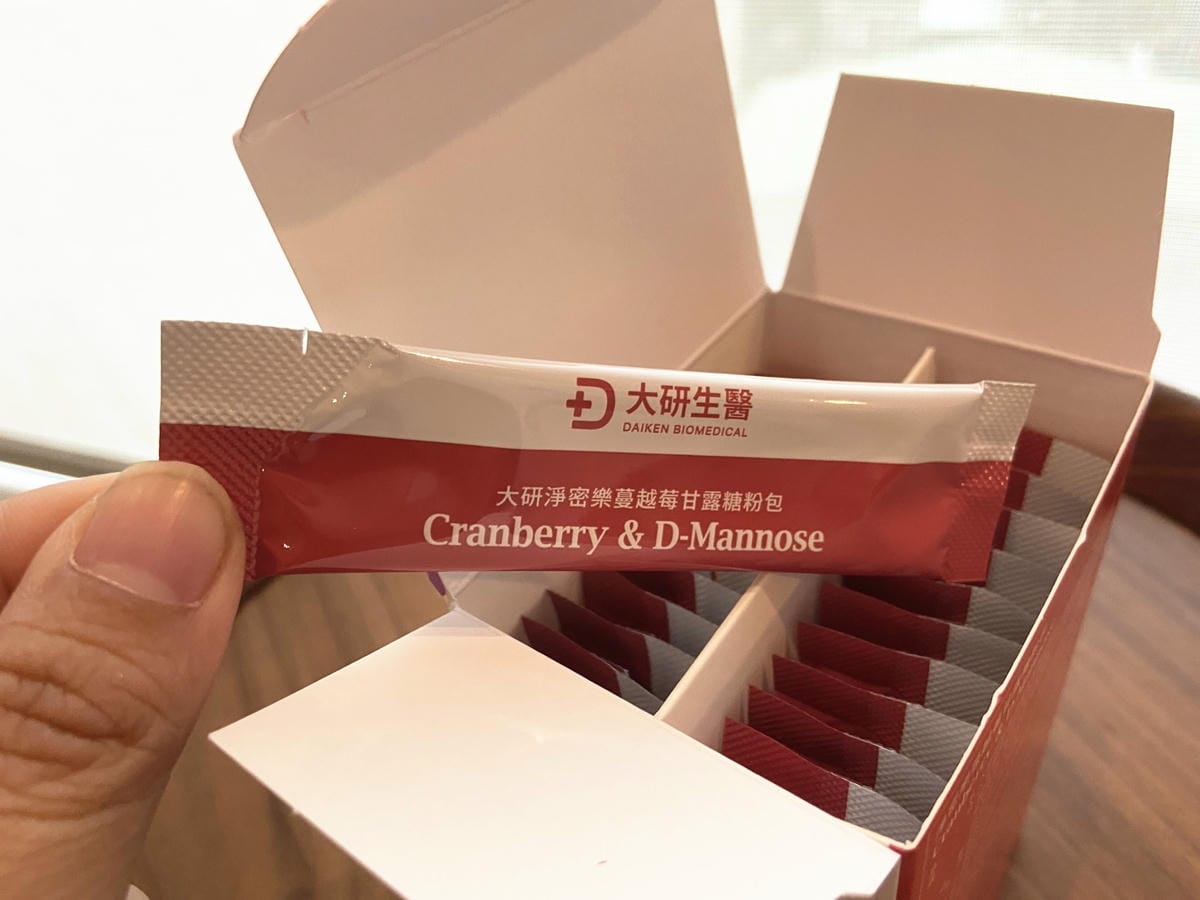 大研生醫
DAIKEN BIOMEDICAL
大研淨密樂蔓越莓甘露糖粉包
Cranberry & D-Mannose